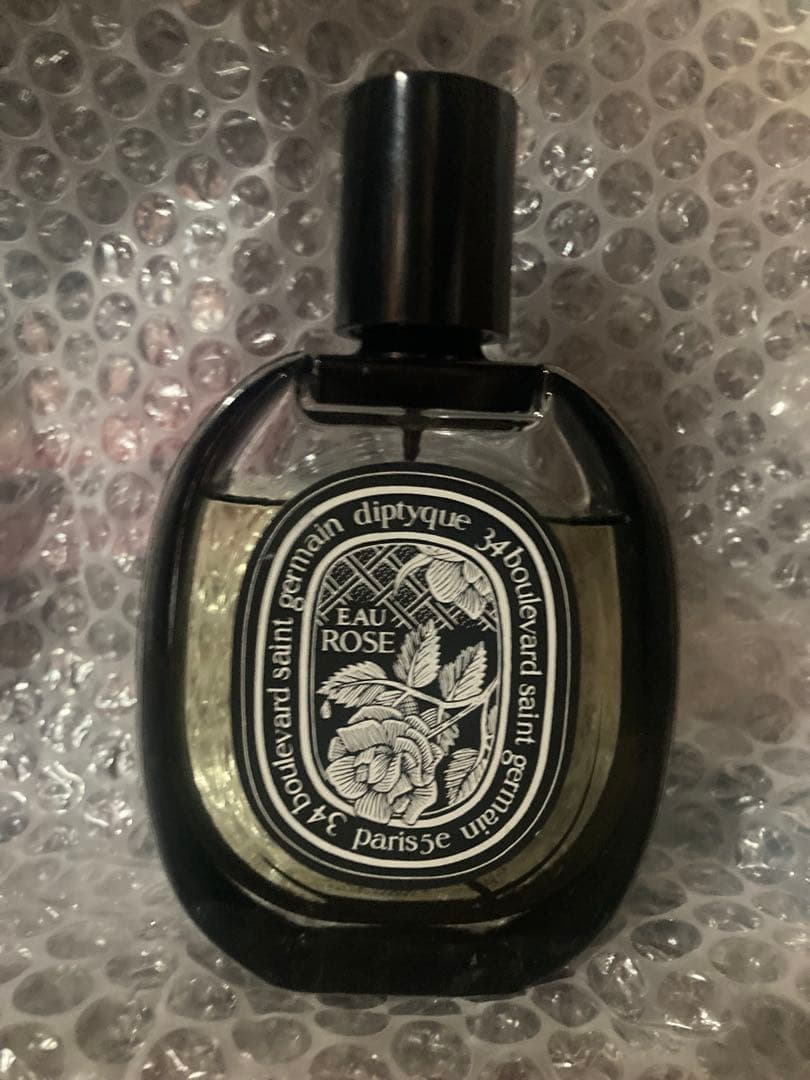 diptyque 34 boulevard saint germain paris5e 34 boulevard saint germain
EAU
ROSE